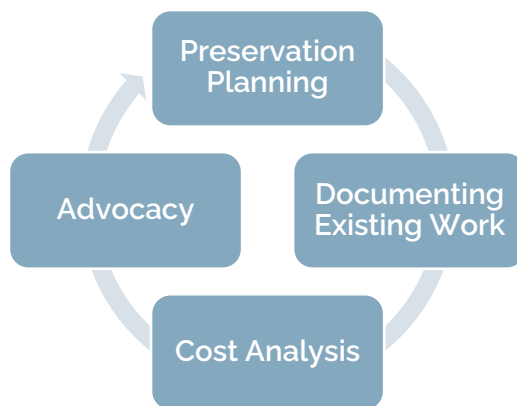 Preservation
Planning
Documenting
Existing Work
Cost Analysis
Advocacy